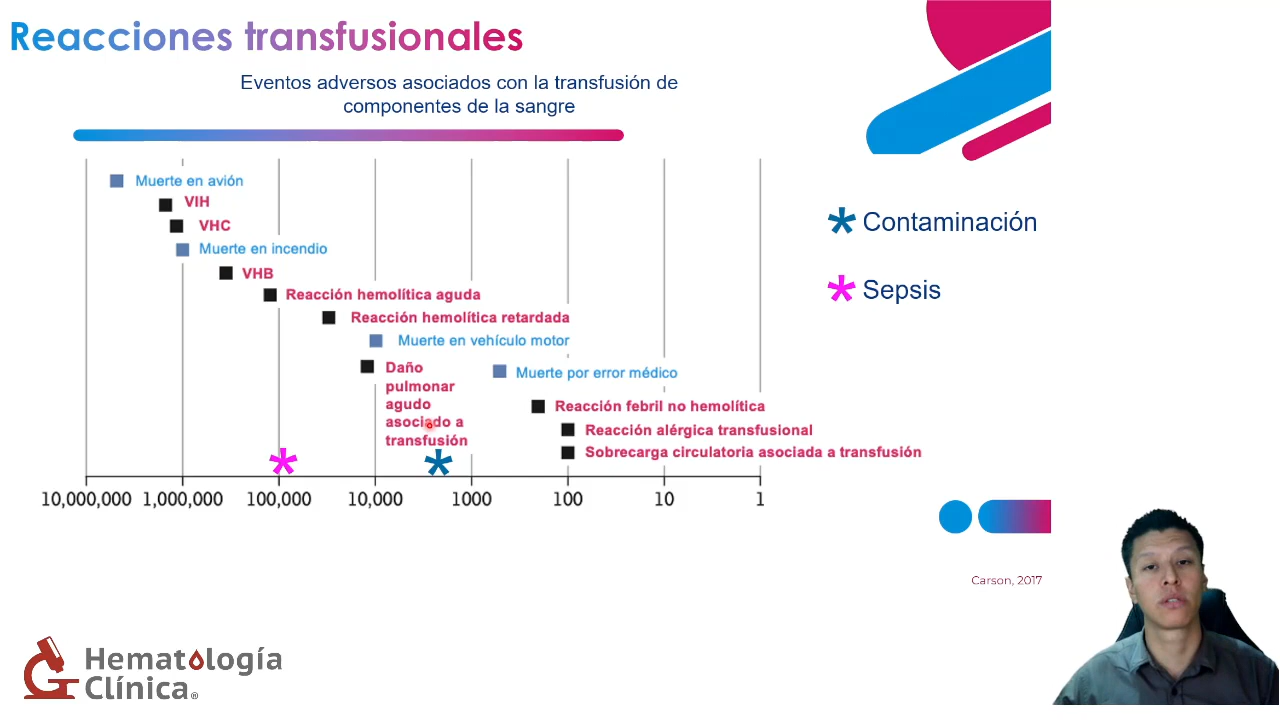 Reacciones transfusionales
Eventos adversos asociados con la transfusión de
componentes de la sangre
Muerte en avión
VIH
VHC
Muerte en incendio
VHB
Reacción hemolítica aguda
Reacción hemolítica retardada
Muerte en vehículo motor
Daño
pulmonar
agudo
asociado a
transfusión
Muerte por error médico
Reacción febril no hemolítica
Reacción alérgica transfusional
Sobrecarga circulatoria asociada a transfusión
10,000,000 1,000,000 100,000 10,000 1000 100 10 1
* Contaminación
* Sepsis
Carson, 2017
Hematología
Clínica®